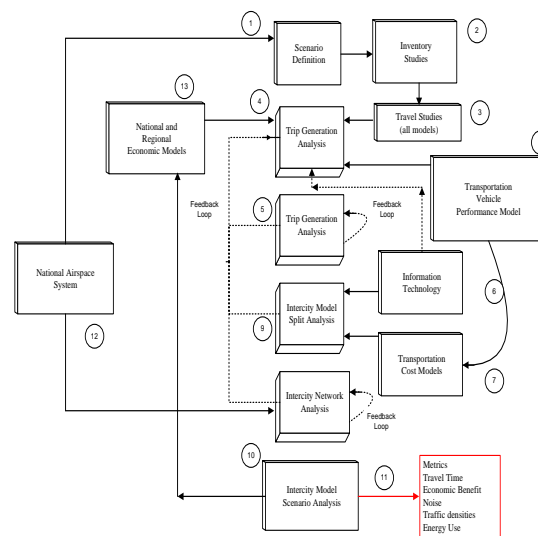 1
Scenario
Definition
2
Inventory
Studies
13
4
3
Travel Studies
(all models)
National and
Regional
Economic Models
Trip Generation
Analysis
Transportation
Vehicle
Performance Model
Feedback
Loop
5
Trip Generation
Analysis
Feedback
Loop
National Airspace
System
12
Information
Technology
6
9
Intercity Model
Split Analysis
Transportation
Cost Models
7
Intercity Network
Analysis
Feedback
Loop
10
Intercity Model
Scenario Analysis
11
Metrics
Travel Time
Economic Benefit
Noise
Traffic densities
Energy Use